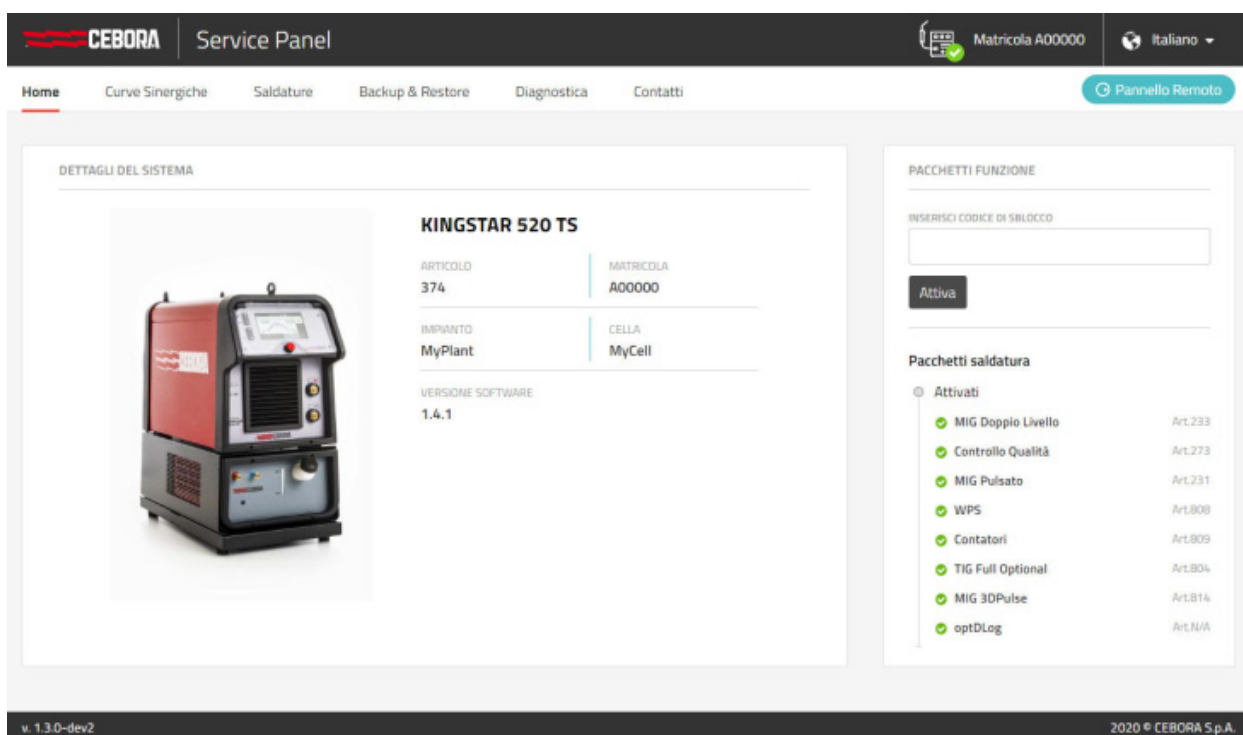 CEBORA Service Panel Matricola A00000 Italiano
Home Curve Sinergiche Saldature Backup & Restore Diagnostica Contatti Pannello Remoto
DETTAGLI DEL SISTEMA
KINGSTAR 520 TS
ARTICOLO MATRICOLA
374 A00000
IMPIANTO CELLA
MyPlant MyCell
VERSIONE SOFTWARE
1.4.1
CEBORA
PACCHETTI FUNZIONE
INSERISCI CODICE DI SBLOCCO
Attiva
Pacchetti saldatura
Attivati
MIG Doppio Livello Art.233
Controllo Qualità Art.273
MIG Pulsato Art.231
WPS Art.808
Contatori Art.809
TIG Full Optional Art.804
MIG 3DPulse Art.814
optDLog Art.N/A
v. 1.3.0-dev2 2020 © CEBORA S.p.A.